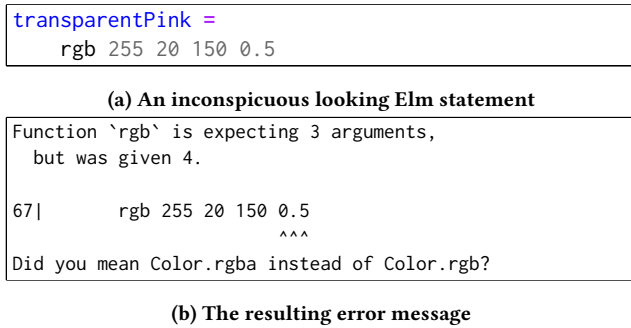 transparentPink =
    rgb 255 20 150 0.5
(a) An inconspicuous looking Elm statement
Function `rgb` is expecting 3 arguments,
  but was given 4.
67|       rgb 255 20 150 0.5
                         ^^^
Did you mean Color.rgba instead of Color.rgb?
(b) The resulting error message